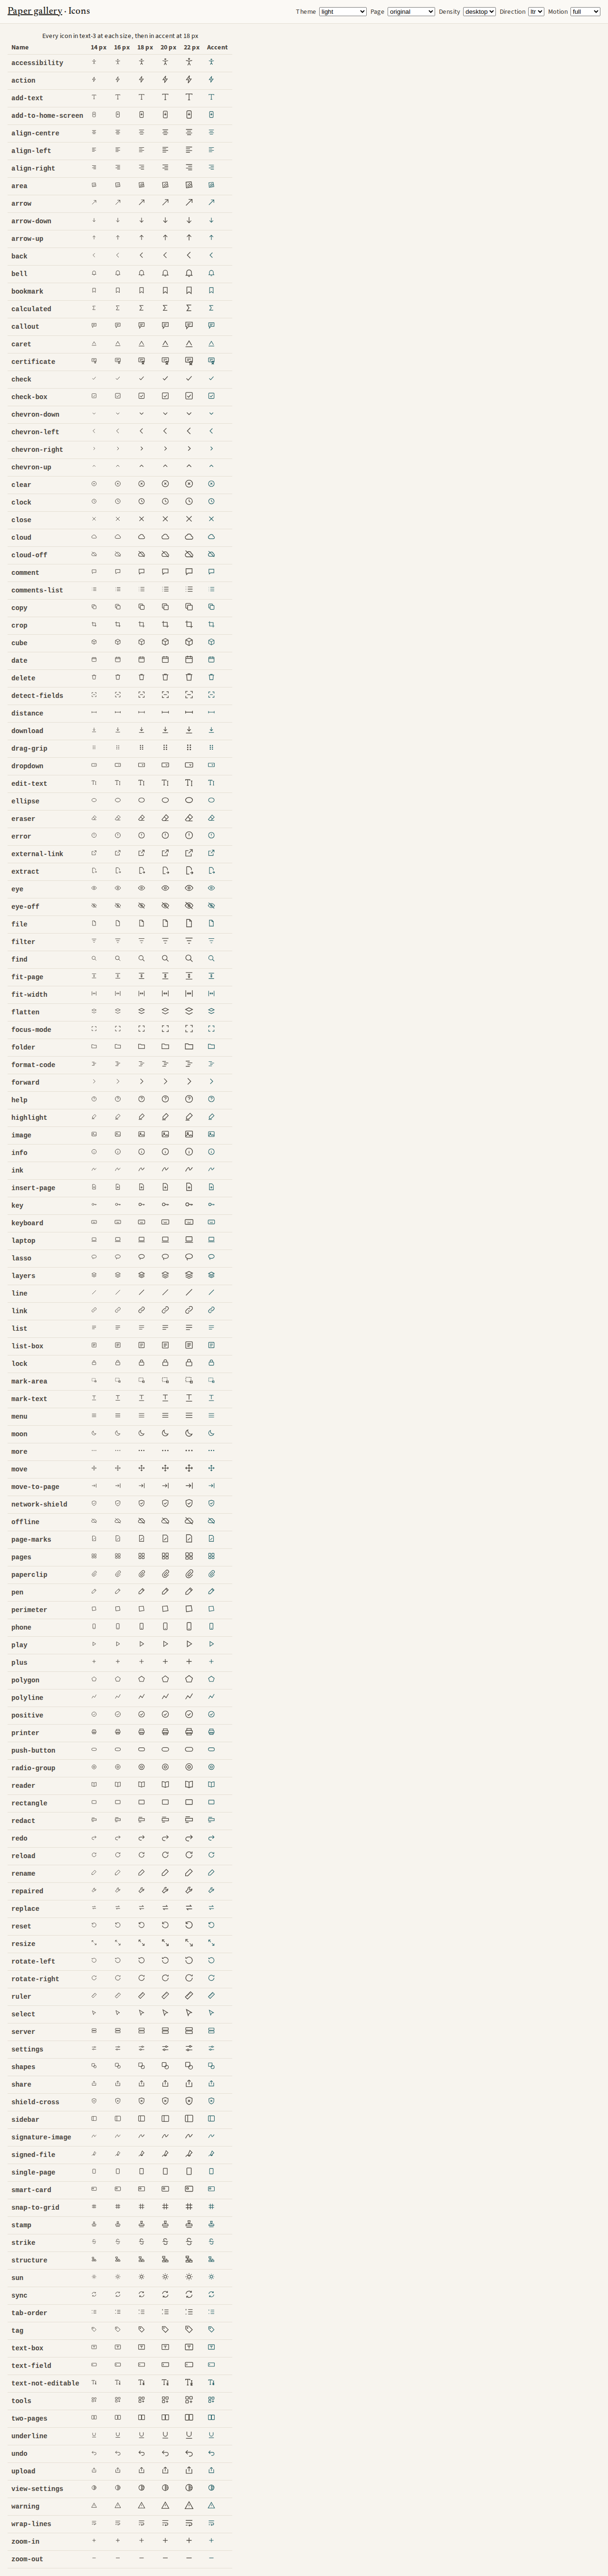 Paper gallery · Icons
Theme light Page original Density desktop Direction ltr Motion full
Every icon in text-3 at each size, then in accent at 18 px
Name 14 px 16 px 18 px 20 px 22 px Accent
accessibility
action
add-text
add-to-home-screen
align-centre
align-left
align-right
area
arrow
arrow-down
arrow-up
back
bell
bookmark
calculated
callout
caret
certificate
check
check-box
chevron-down
chevron-left
chevron-right
chevron-up
clear
clock
close
cloud
cloud-off
comment
comments-list
copy
crop
cube
date
delete
detect-fields
distance
download
drag-grip
dropdown
edit-text
ellipse
eraser
error
external-link
extract
eye
eye-off
file
filter
find
fit-page
fit-width
flatten
focus-mode
folder
format-code
forward
help
highlight
image
info
ink
insert-page
key
keyboard
laptop
lasso
layers
line
link
list
list-box
lock
mark-area
mark-text
menu
moon
more
move
move-to-page
network-shield
offline
page-marks
pages
paperclip
pen
perimeter
phone
play
plus
polygon
polyline
positive
printer
push-button
radio-group
reader
rectangle
redact
redo
reload
rename
repaired
replace
reset
resize
rotate-left
rotate-right
ruler
select
server
settings
shapes
share
shield-cross
sidebar
signature-image
signed-file
single-page
smart-card
snap-to-grid
stamp
strike
structure
sun
sync
tab-order
tag
text-box
text-field
text-not-editable
tools
two-pages
underline
undo
upload
view-settings
warning
wrap-lines
zoom-in
zoom-out